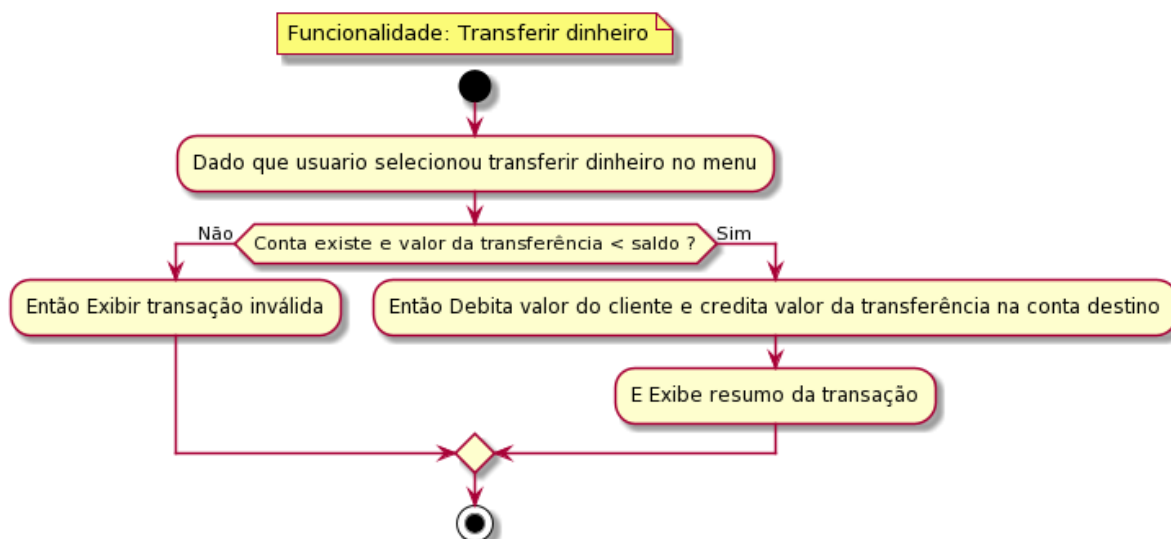 Funcionalidade: Transferir dinheiro
Dado que usuario selecionou transferir dinheiro no menu
Não
Conta existe e valor da transferência < saldo ?
Sim
Então Exibir transação inválida
Então Debita valor do cliente e credita valor da transferência na conta destino
E Exibe resumo da transação